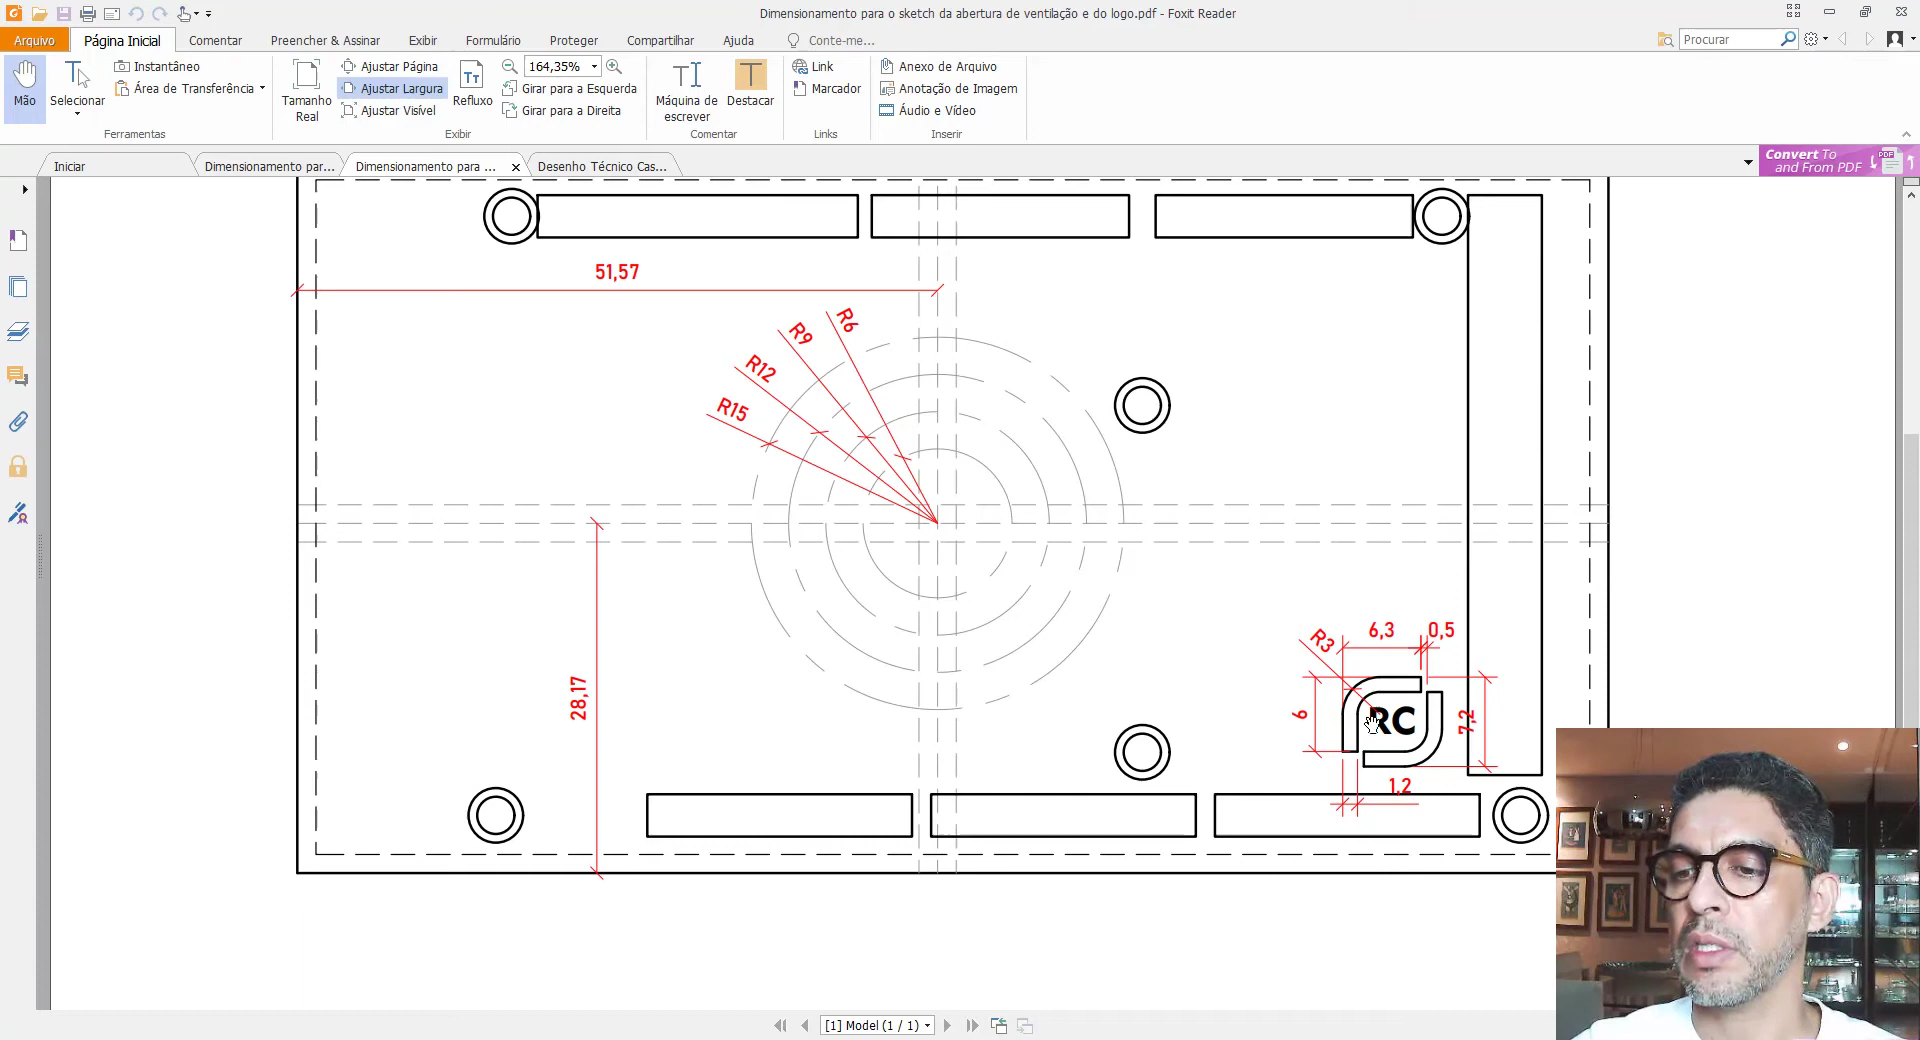 Dimensionamento para o sketch da abertura de ventilação e do logo.pdf - Foxit Reader
Arquivo Página Inicial Comentar Preencher & Assinar Exibir Formulário Proteger Compartilhar Ajuda Conte-me... Procurar
Mão
Selecionar
Instantâneo
Área de Transferência
Ferramentas
Tamanho Real
Ajustar Página
Ajustar Largura
Ajustar Visível
Refluxo
164,35%
Girar para a Esquerda
Girar para a Direita
Exibir
Máquina de escrever
Destacar
Comentar
Link
Marcador
Links
Anexo de Arquivo
Anotação de Imagem
Áudio e Vídeo
Inserir
Iniciar Dimensionamento par... Dimensionamento para ... Desenho Técnico Cas...
Convert To
and From PDF
PDF
51,57
R6
R9
R12
R15
28,17
R3
6,3
0,5
6
RC
7,2
1,2
[1] Model (1 / 1)